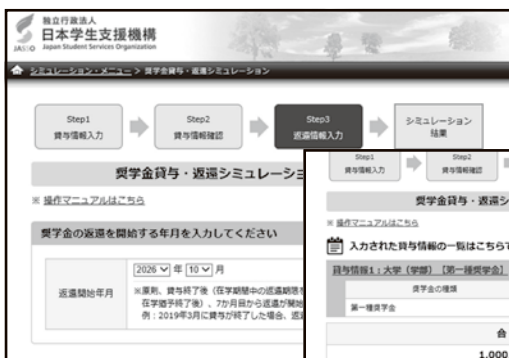 独立行政法人
日本学生支援機構
JASSO Japan Student Services Organization
シミュレーション・メニュー > 奨学金貸与・返還シミュレーション
Step1
貸与情報入力
Step2
貸与情報確認
Step3
返還情報入力
シミュレーション
結果
奨学金貸与・返還シミュレーショ
※ 操作マニュアルはこちら
奨学金の返還を開始する年月を入力してください
返還開始年月
2026 年 10 月
※原則、貸与終了後（在学期間中の返還期限を
在学猶予終了後）、7か月目から返還が開始
例：2019年3月に貸与が終了した場合、返還
Step1
貸与情報入力
Step2
貸与情報確認
奨学金貸与・返還シ
※ 操作マニュアルはこちら
入力された貸与情報の一覧はこちらで
貸与情報1：大学（学部）［第一種奨学金］
奨学金の種類
第一種奨学金
合
1,000